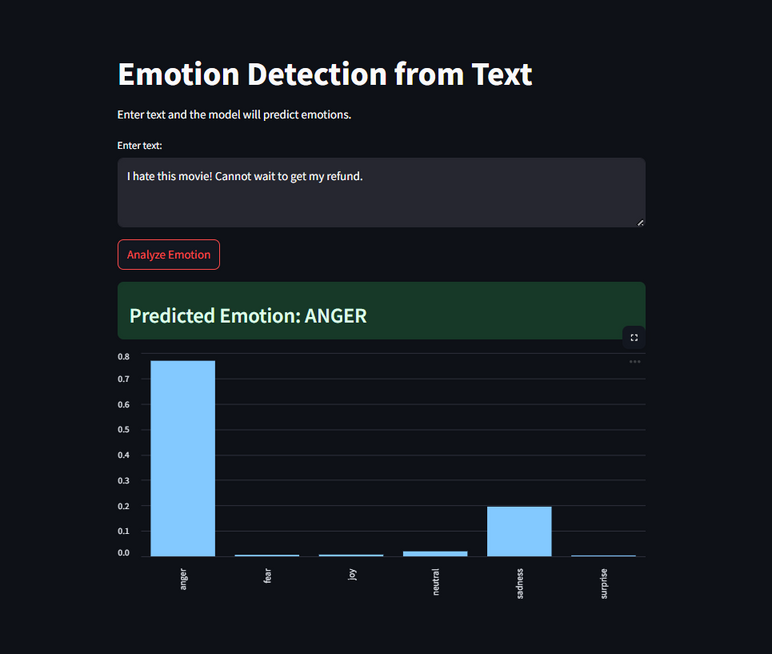 Emotion Detection from Text
Enter text and the model will predict emotions.
Enter text:
I hate this movie! Cannot wait to get my refund.
Analyze Emotion
Predicted Emotion: ANGER
0.8
0.7
0.6
0.5
0.4
0.3
0.2
0.1
0.0
anger
fear
joy
neutral
sadness
surprise